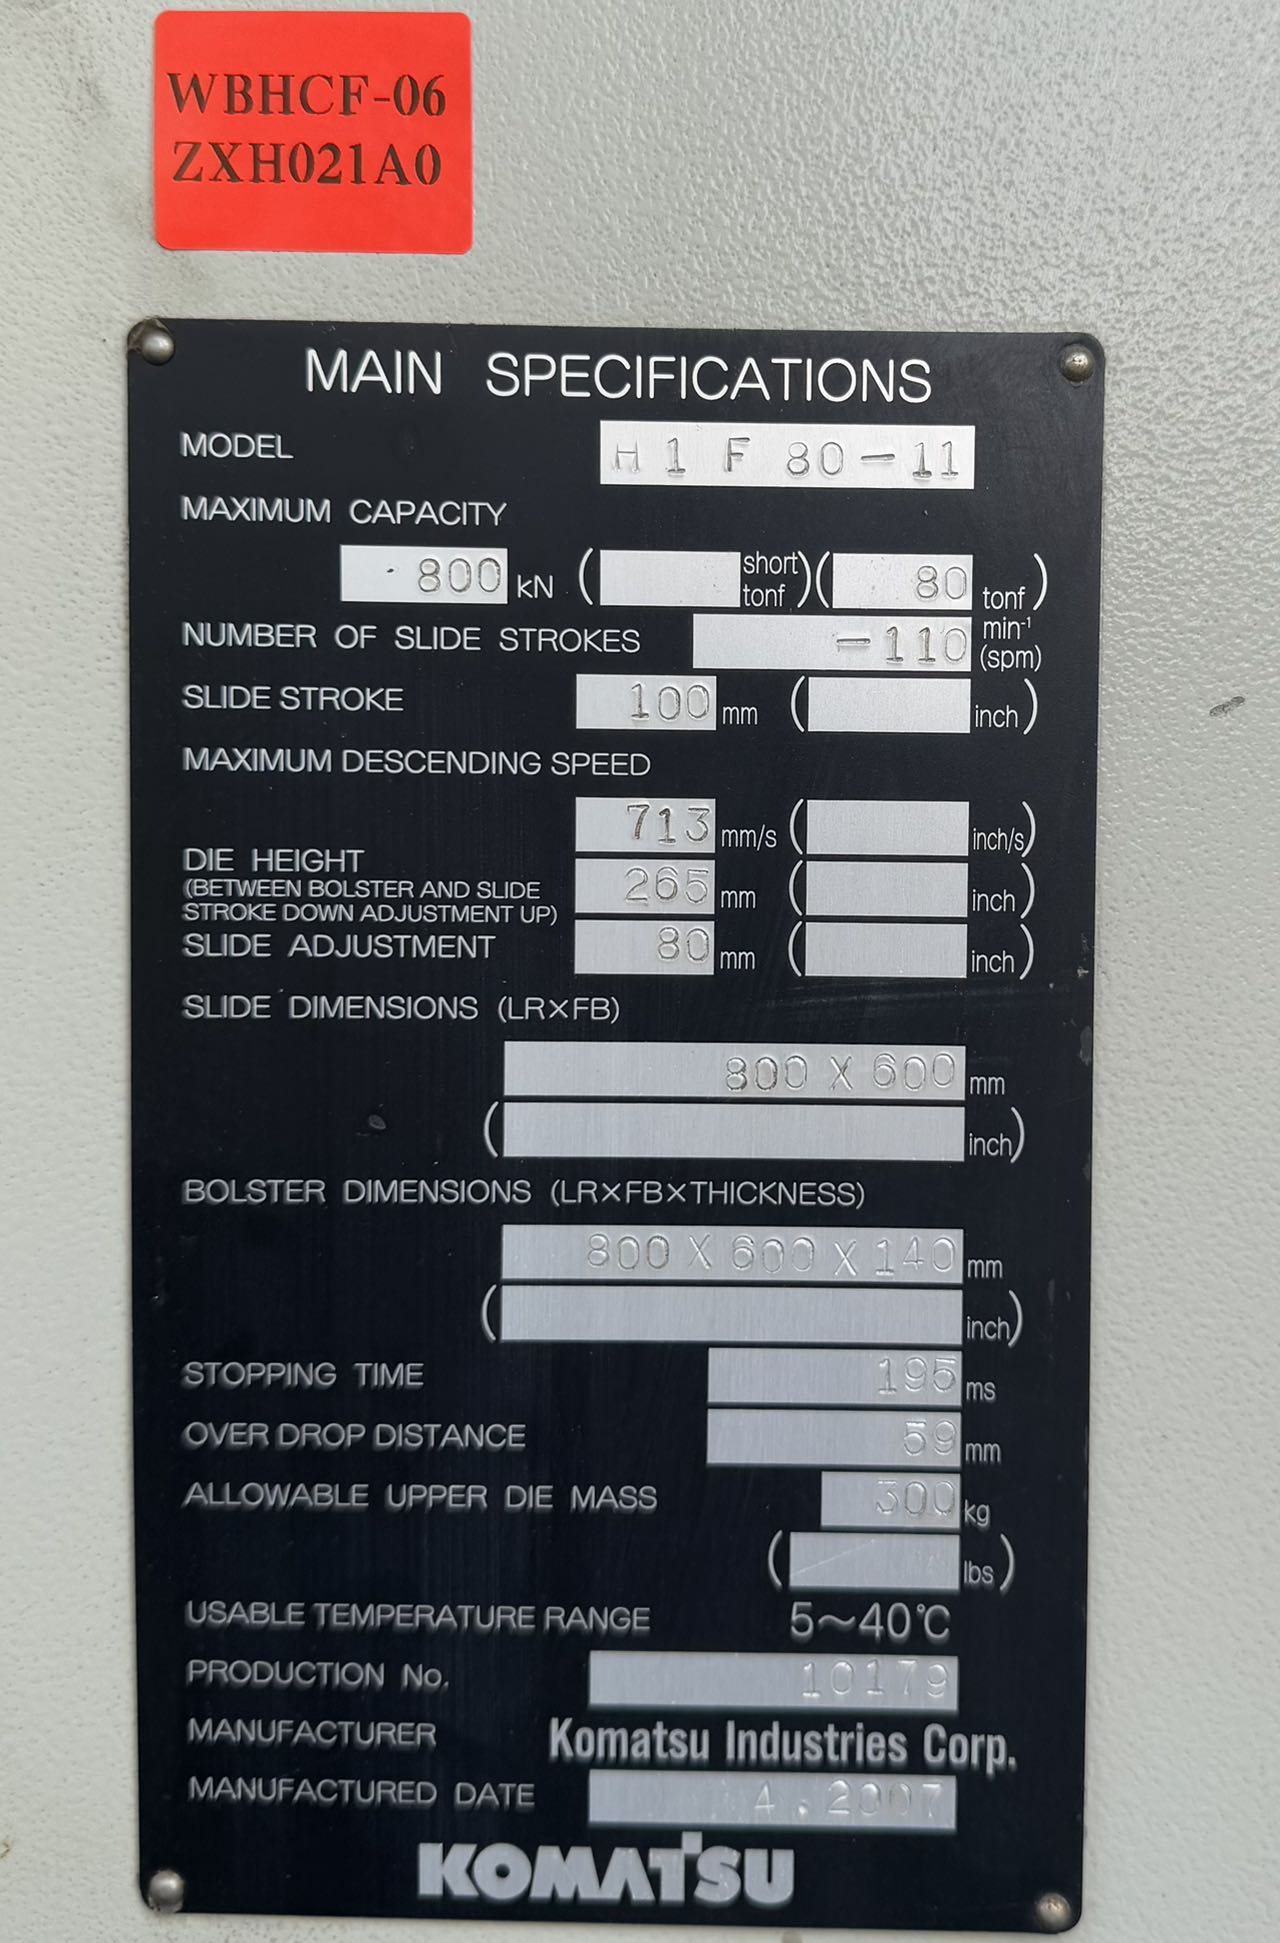 WBHCF-06
ZXH021A0
MAIN SPECIFICATIONS
MODEL H1F80-11
MAXIMUM CAPACITY
800 kN ( short tonf ) ( 80 tonf )
NUMBER OF SLIDE STROKES -110 min⁻¹ (spm)
SLIDE STROKE 100 mm ( inch )
MAXIMUM DESCENDING SPEED
713 mm/s ( inch/s )
DIE HEIGHT
(BETWEEN BOLSTER AND SLIDE 265 mm ( inch )
STROKE DOWN ADJUSTMENT UP)
SLIDE ADJUSTMENT 80 mm ( inch )
SLIDE DIMENSIONS (LR×FB)
800 X 600 mm
( inch )
BOLSTER DIMENSIONS (LR×FB×THICKNESS)
800 X 600 X 140 mm
( inch )
STOPPING TIME 195 ms
OVER DROP DISTANCE 59 mm
ALLOWABLE UPPER DIE MASS 300 kg
( lbs )
USABLE TEMPERATURE RANGE 5~40°C
PRODUCTION No. 10179
MANUFACTURER Komatsu Industries Corp.
MANUFACTURED DATE 4.2007
KOMATSU